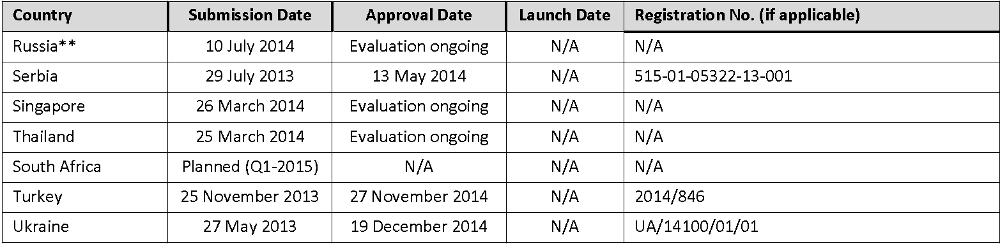 Country Submission Date Approval Date Launch Date Registration No. (if applicable)
Russia** 10 July 2014 Evaluation ongoing N/A N/A
Serbia 29 July 2013 13 May 2014 N/A 515-01-05322-13-001
Singapore 26 March 2014 Evaluation ongoing N/A N/A
Thailand 25 March 2014 Evaluation ongoing N/A N/A
South Africa Planned (Q1-2015) N/A N/A N/A
Turkey 25 November 2013 27 November 2014 N/A 2014/846
Ukraine 27 May 2013 19 December 2014 N/A UA/14100/01/01